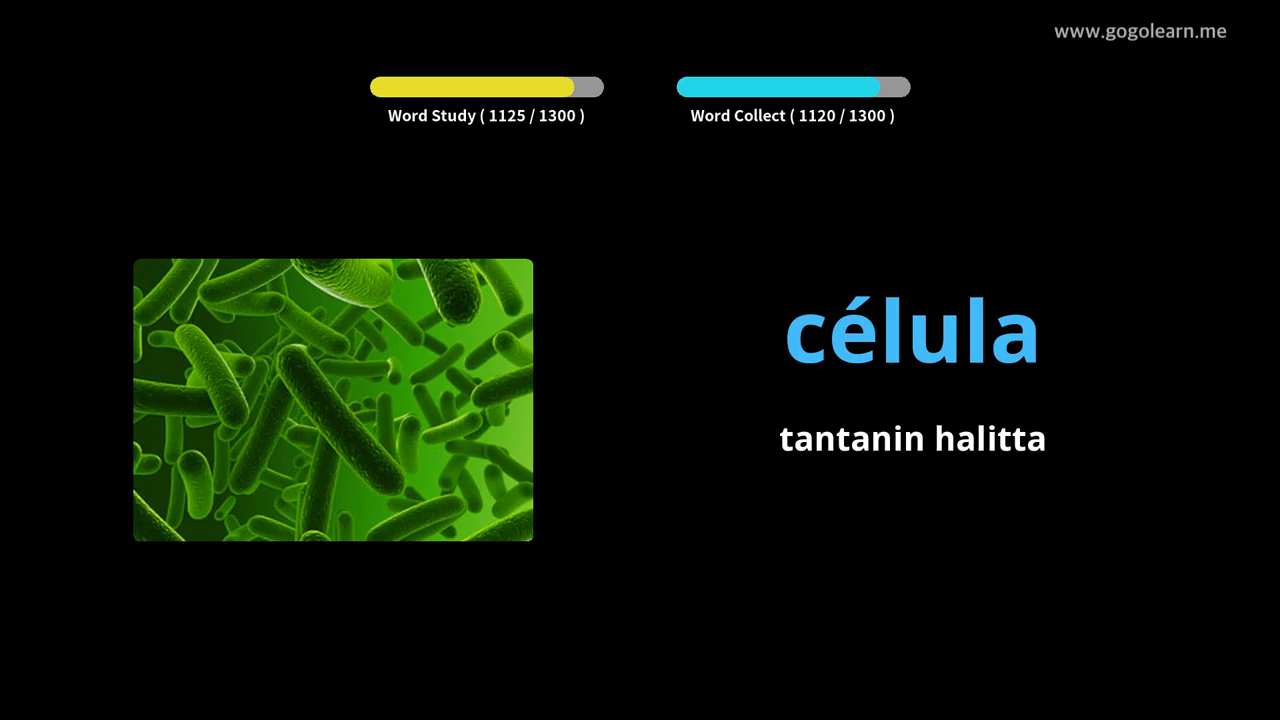 www.gogolearn.me
Word Study ( 1125 / 1300 )
Word Collect ( 1120 / 1300 )
célula
tantanin halitta